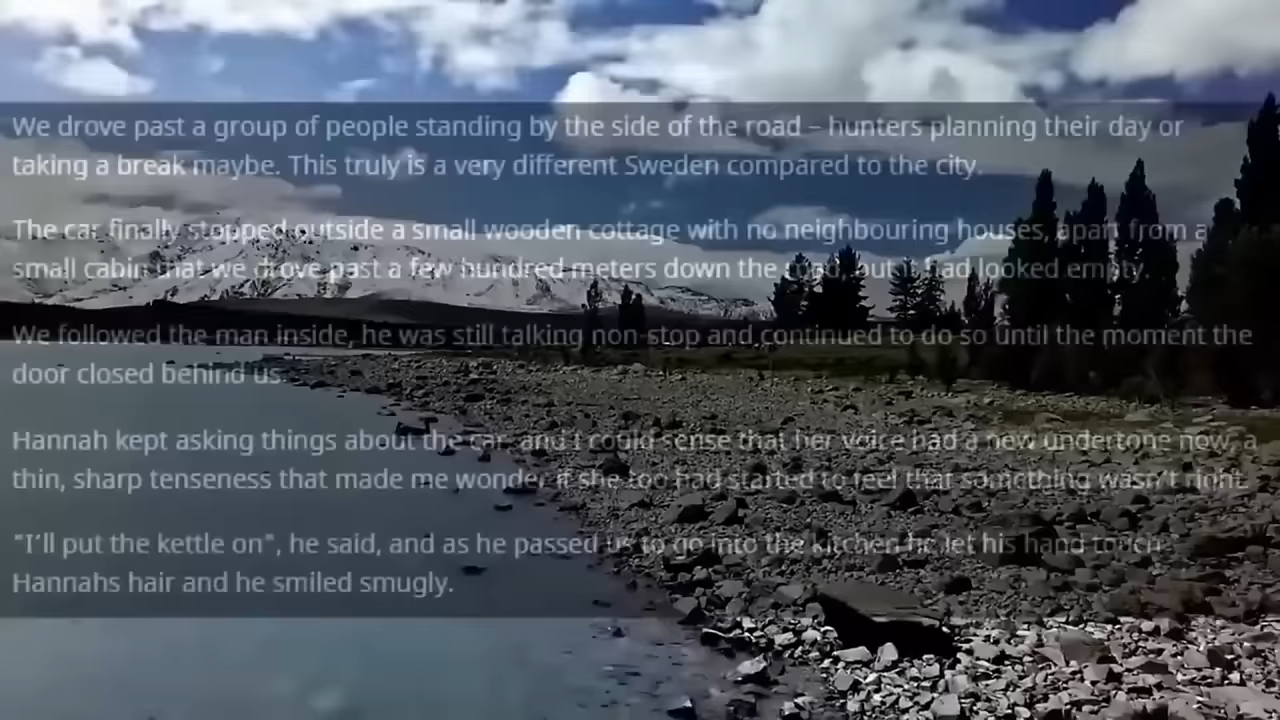 We drove past a group of people standing by the side of the road – hunters planning their day or
taking a break maybe. This truly is a very different Sweden compared to the city.
The car finally stopped outside a small wooden cottage with no neighbouring houses, apart from a
small cabin that we drove past a few hundred meters down the road, but it had looked empty.
We followed the man inside, he was still talking non-stop and continued to do so until the moment the
door closed behind us.
Hannah kept asking things about the car, and I could sense that her voice had a new undertone now, a
thin, sharp tenseness that made me wonder if she too had started to feel that something wasn't right.
"I'll put the kettle on", he said, and as he passed us to go into the kitchen he let his hand touch
Hannahs hair and he smiled smugly.